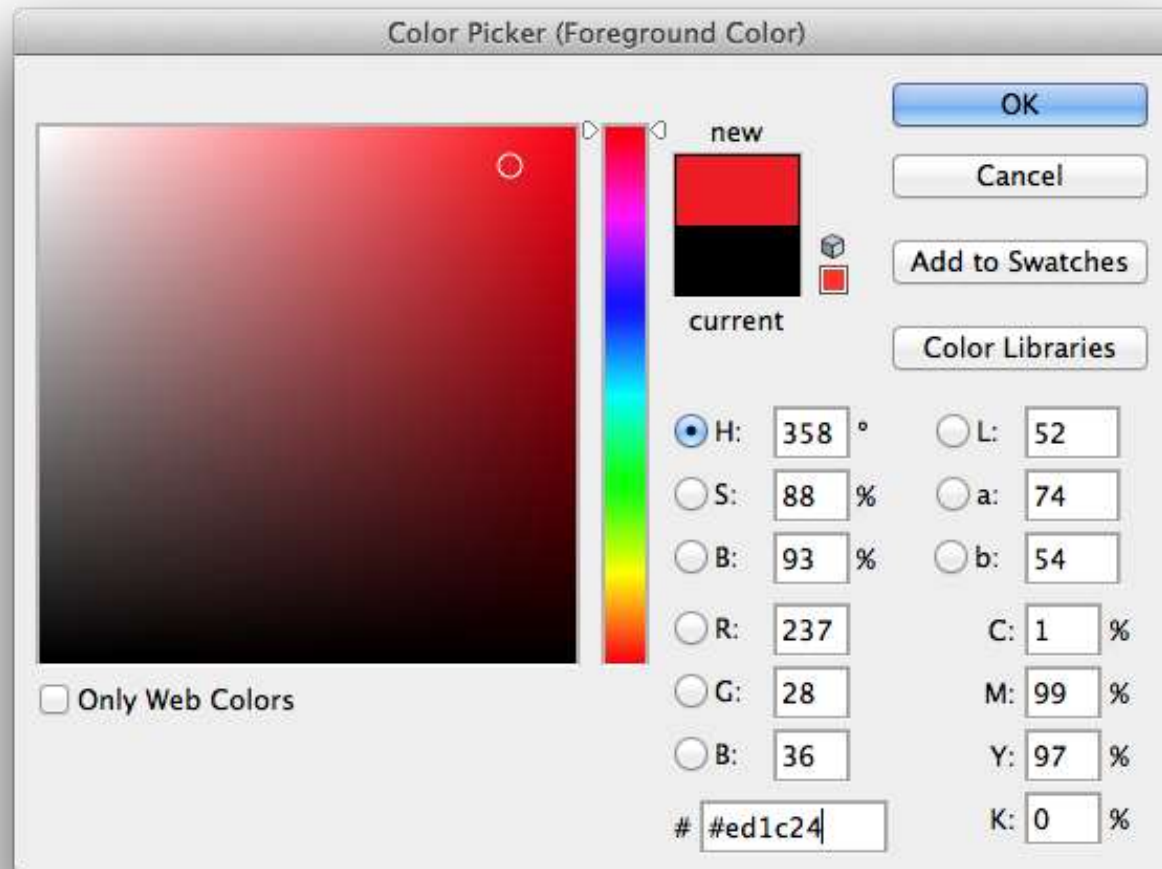 Color Picker (Foreground Color)
OK
new
Cancel
Add to Swatches
current
Color Libraries
H: 358 °
L: 52
S: 88 %
a: 74
B: 93 %
b: 54
R: 237
C: 1 %
G: 28
M: 99 %
B: 36
Y: 97 %
# #ed1c24
K: 0 %
Only Web Colors